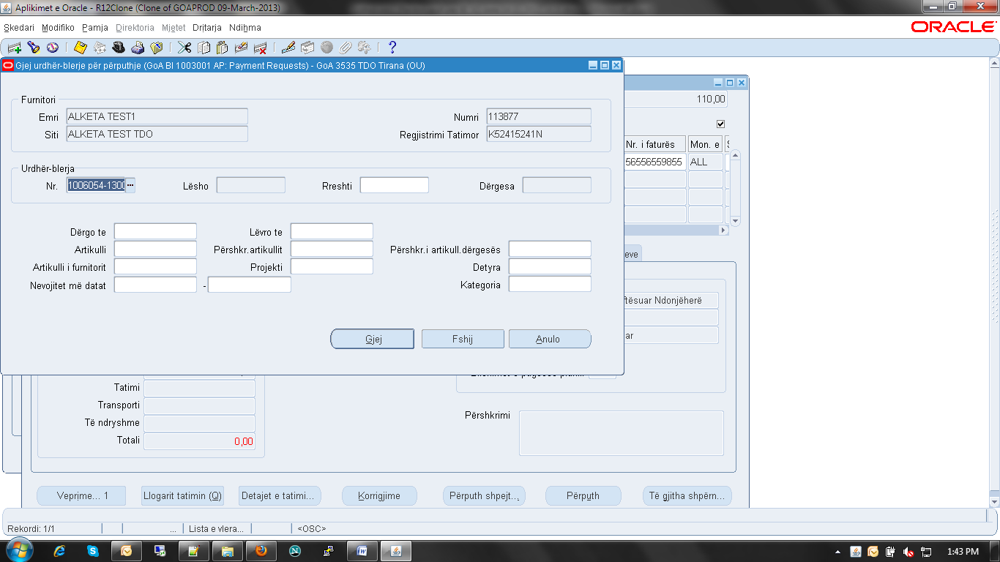 Aplikimet e Oracle - R12Clone (Clone of GOAPROD 09-March-2013)
Skedari Modifiko Pamja Direktoria Mjetet Dritarja Ndihma
ORACLE
Gjej urdhër-blerje për përputhje (GoA BI 1003001 AP: Payment Requests) - GoA 3535 TDO Tirana (OU)
110,00
Furnitori
Emri ALKETA TEST1 Numri 113877
Siti ALKETA TEST TDO Regjistrimi Tatimor K52415241N
Nr. i faturës Mon. e
56556559855 ALL
Urdhër-blerja
Nr. 1006054-1300 Lësho Rreshti Dërgesa
Dërgo te Lëvro te
Artikulli Përshkr.artikullit Përshkr.i artikull.dërgesës
eve
Artikulli i furnitorit Projekti Detyra
Nevojitet më datat - Kategoria
tësuar Ndonjëherë
ar
Gjej Fshij Anulo
Tatimi
Transporti
Të ndryshme
Totali 0,00
Përshkrimi
Veprime... 1 Llogarit tatimin (Q) Detajet e tatimi... Korrigjime Përputh shpejt... Përputh Të gjitha shpërn...
Rekordi: 1/1 ... Lista e vlera... <OSC>
1:43 PM